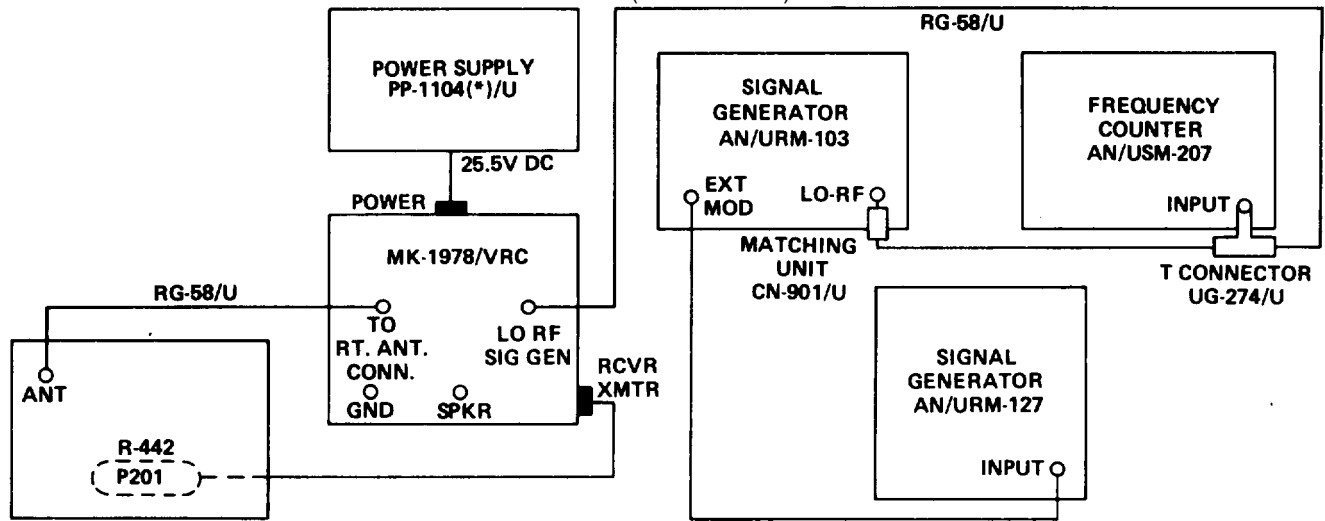 RG-58/U
POWER SUPPLY
PP-1104(*)/U
25.5V DC
POWER
MK-1978/VRC
TO
RT. ANT.
CONN.
LO RF
SIG GEN
GND
SPKR
RCVR
XMTR
RG-58/U
ANT
R-442
P201
SIGNAL
GENERATOR
AN/URM-103
EXT
MOD
LO-RF
MATCHING
UNIT
CN-901/U
FREQUENCY
COUNTER
AN/USM-207
INPUT
T CONNECTOR
UG-274/U
SIGNAL
GENERATOR
AN/URM-127
INPUT